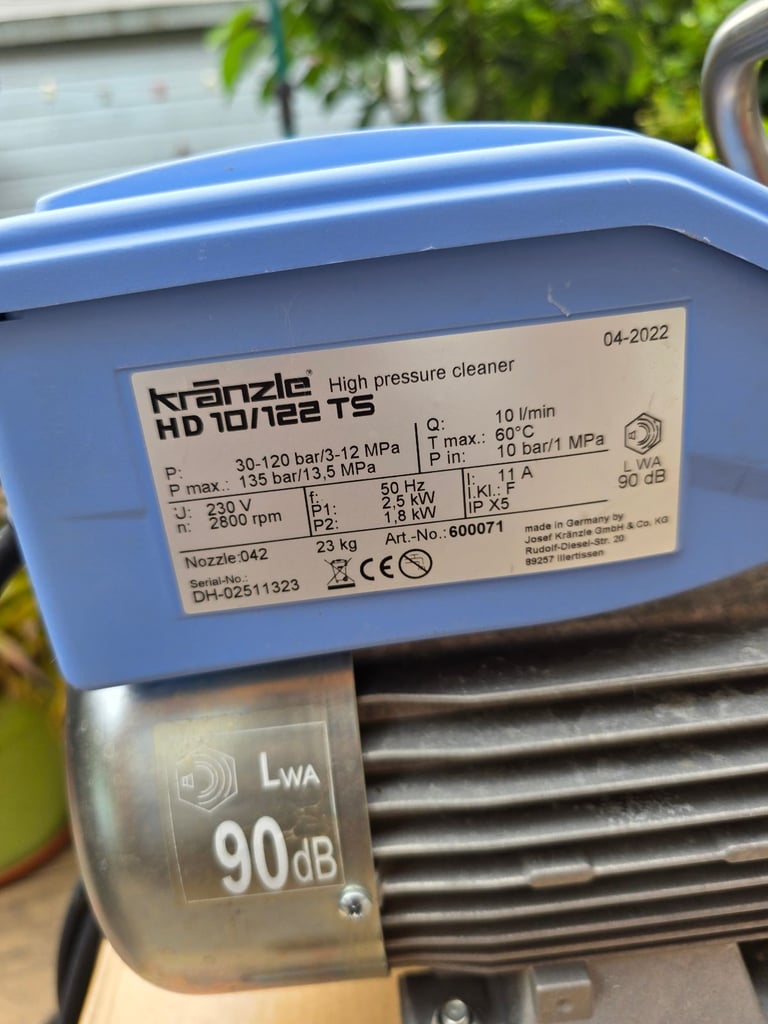 04-2022
kränzle® High pressure cleaner
HD 10/122 TS
P: 30-120 bar/3-12 MPa
P max.: 135 bar/13,5 MPa
Q: 10 l/min
T max.: 60°C
P in: 10 bar/1 MPa
LWA
90 dB
U: 230 V
n: 2800 rpm
f: 50 Hz
P1: 2,5 kW
P2: 1,8 kW
I: 11 A
I.Kl.: F
IP X5
Nozzle:042
23 kg
Art.-No.: 600071
made in Germany by
Josef Kränzle GmbH & Co. KG
Rudolf-Diesel-Str. 20
89257 Illertissen
Serial-No.:
DH-02511323
CE
LWA
90dB